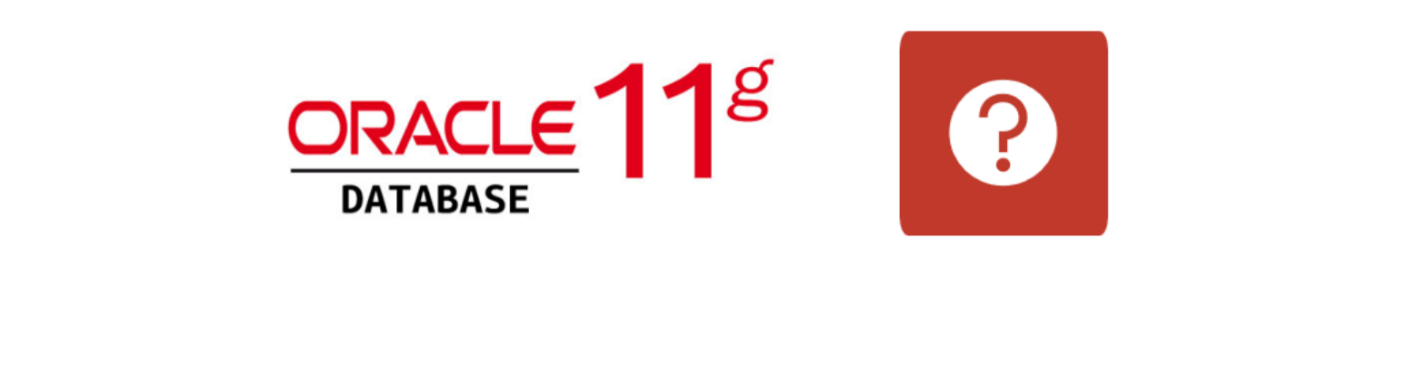 ORACLE 11g
DATABASE
?